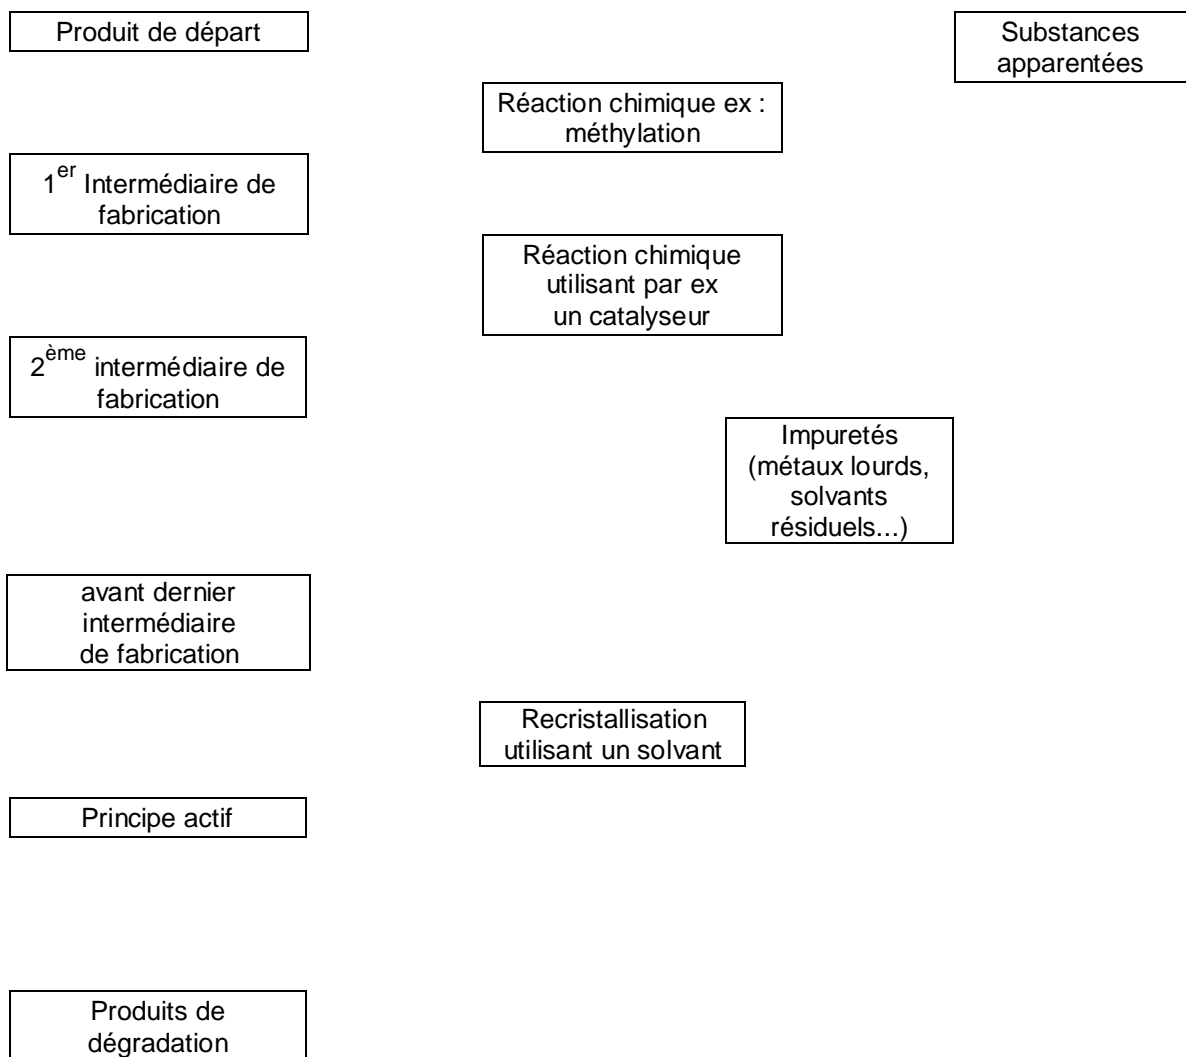 Produit de départ
Substances
apparentées
Réaction chimique ex :
méthylation
1er Intermédiaire de
fabrication
Réaction chimique
utilisant par ex
un catalyseur
2ème intermédiaire de
fabrication
Impuretés
(métaux lourds,
solvants
résiduels...)
avant dernier
intermédiaire
de fabrication
Recristallisation
utilisant un solvant
Principe actif
Produits de
dégradation